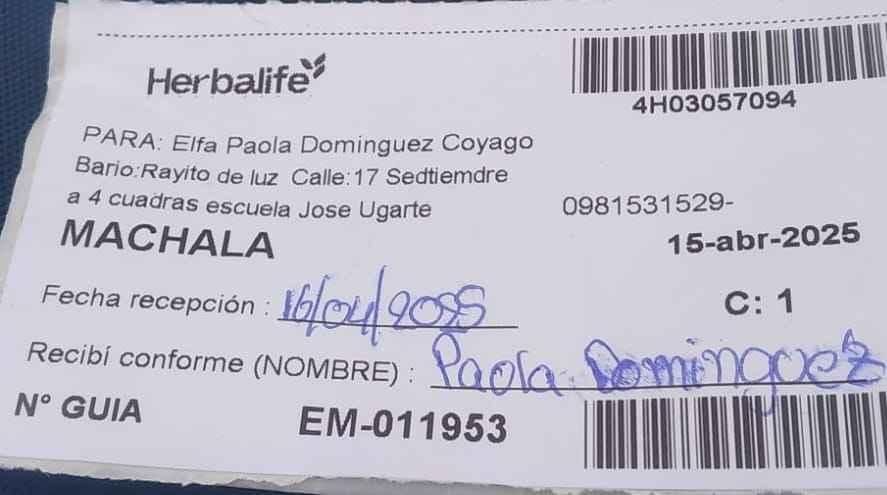 Herbalife
4H03057094
PARA: Elfa Paola Dominguez Coyago
Bario:Rayito de luz Calle:17 Sedtiemdre
a 4 cuadras escuela Jose Ugarte 0981531529-
MACHALA 15-abr-2025
C: 1
Fecha recepción : 16/04/2025
Recibí conforme (NOMBRE) : Paola Dominguez
N° GUIA EM-011953